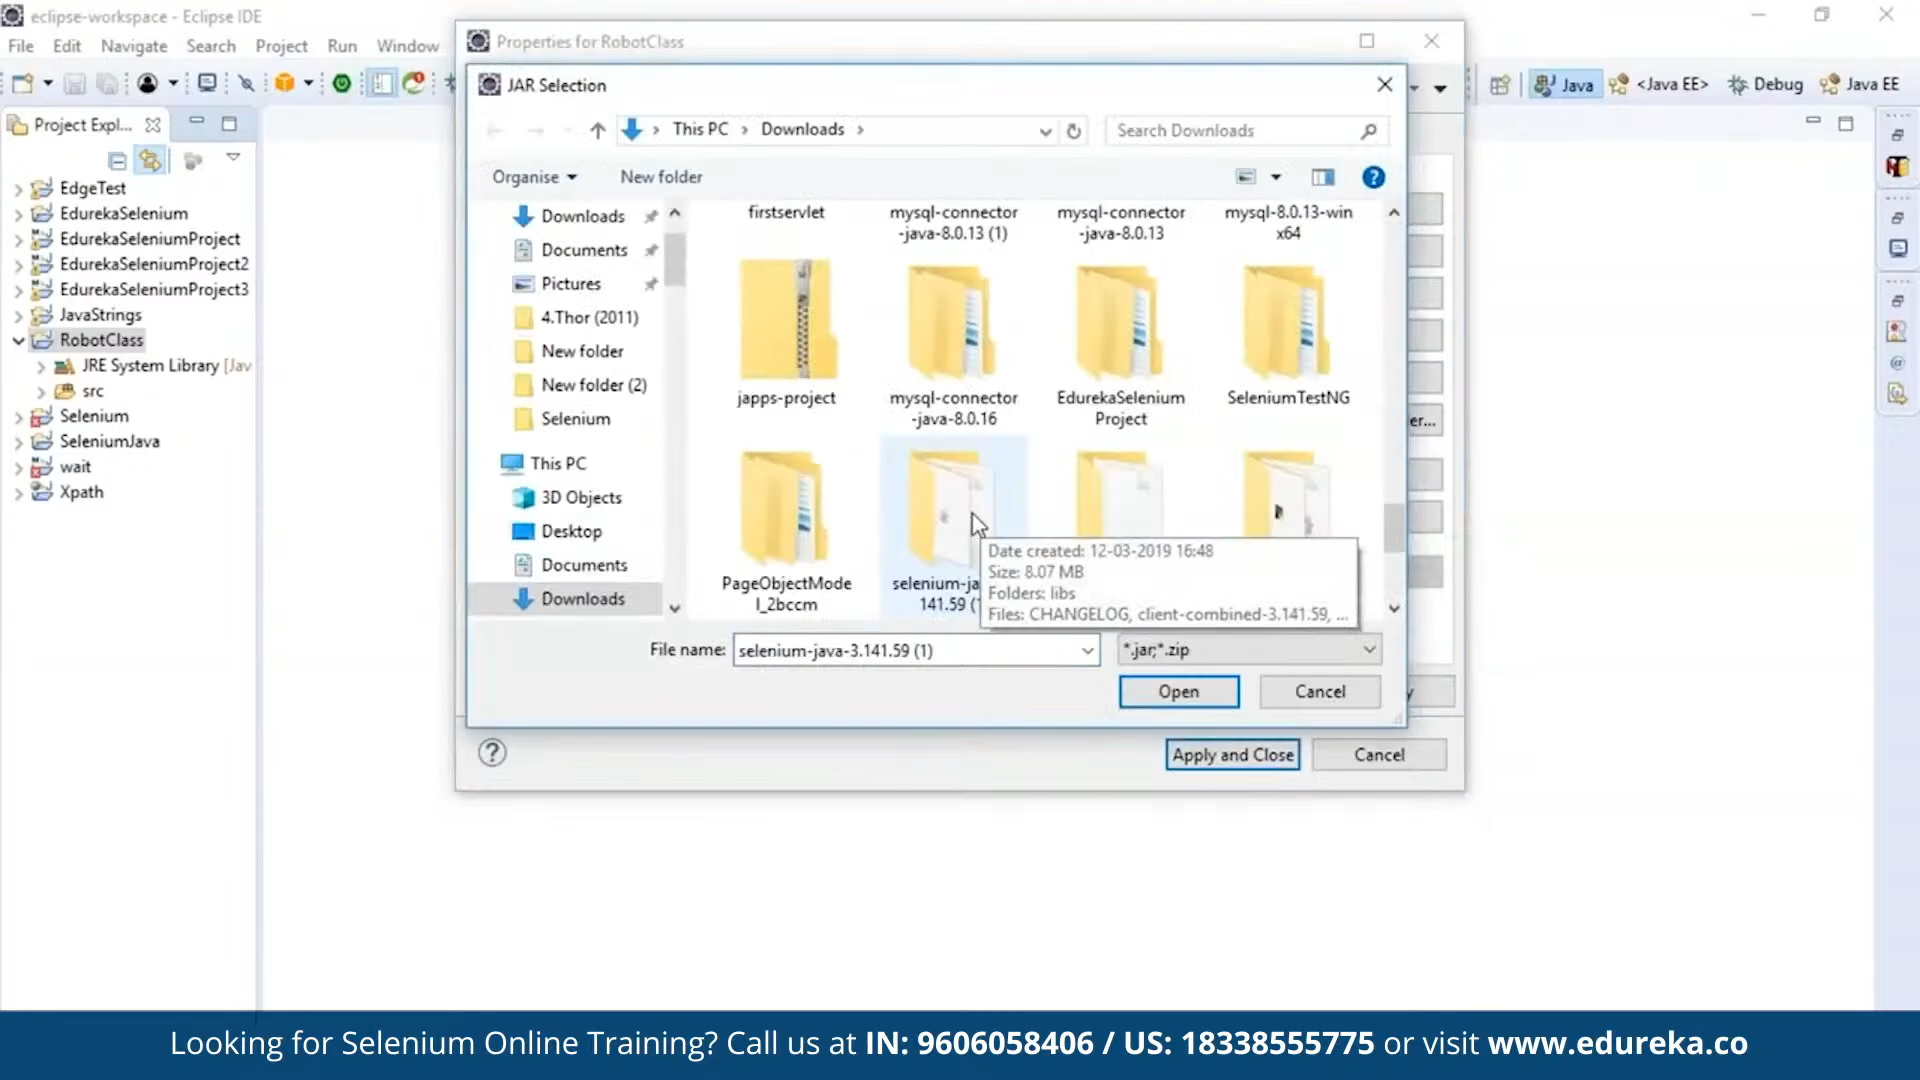 eclipse-workspace - Eclipse IDE
File Edit Navigate Search Project Run Window
Java <Java EE> Debug Java EE
Project Expl...
EdgeTest
EdurekaSelenium
EdurekaSeleniumProject
EdurekaSeleniumProject2
EdurekaSeleniumProject3
JavaStrings
RobotClass
JRE System Library [Jav
src
Selenium
SeleniumJava
wait
Xpath
Properties for RobotClass
JAR Selection
This PC > Downloads >
Search Downloads
Organise
New folder
Downloads
Documents
Pictures
4.Thor (2011)
New folder
New folder (2)
Selenium
This PC
3D Objects
Desktop
Documents
Downloads
firstservlet
mysql-connector
-java-8.0.13 (1)
mysql-connector
-java-8.0.13
mysql-8.0.13-win
x64
japps-project
mysql-connector
-java-8.0.16
EdurekaSelenium
Project
SeleniumTestNG
PageObjectMode
l_2bccm
selenium-ja
141.59 (
Date created: 12-03-2019 16:48
Size: 8.07 MB
Folders: libs
Files: CHANGELOG, client-combined-3.141.59, ...
File name: selenium-java-3.141.59 (1)
*.jar;*.zip
Open
Cancel
er...
y
Apply and Close
Cancel
Looking for Selenium Online Training? Call us at IN: 9606058406 / US: 18338555775 or visit www.edureka.co